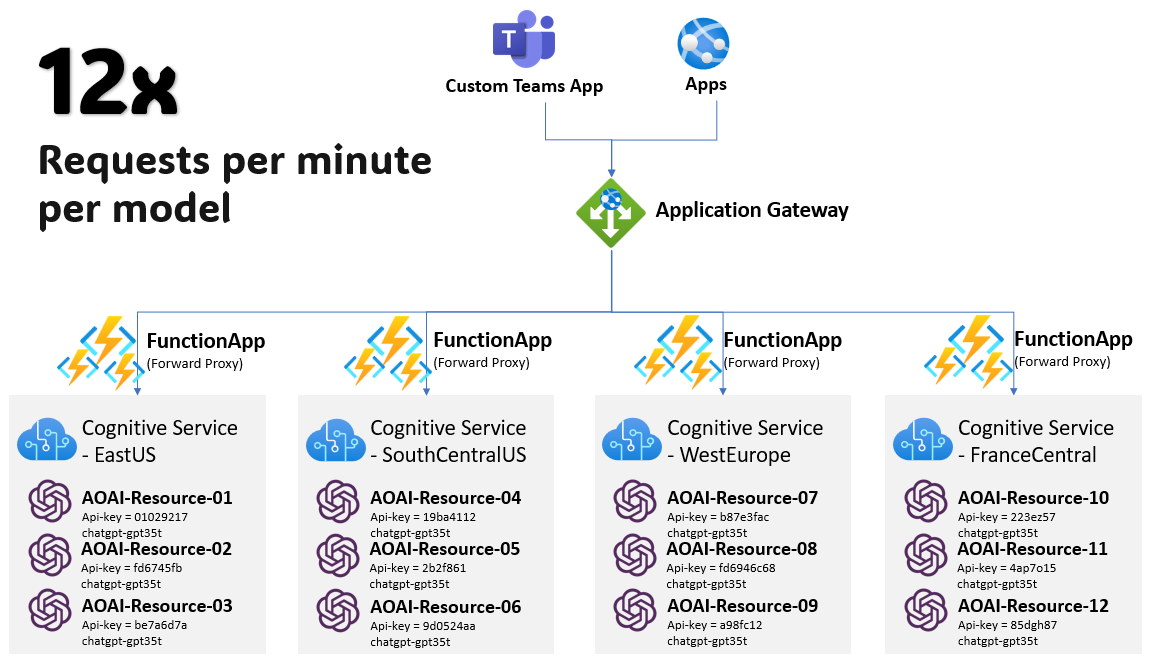 12x
Requests per minute
per model
T
Custom Teams App
Apps
Application Gateway
FunctionApp
(Forward Proxy)
FunctionApp
(Forward Proxy)
FunctionApp
(Forward Proxy)
FunctionApp
(Forward Proxy)
Cognitive Service
- EastUS
AOAI-Resource-01
Api-key = 01029217
chatgpt-gpt35t
AOAI-Resource-02
Api-key = fd6745fb
chatgpt-gpt35t
AOAI-Resource-03
Api-key = be7a6d7a
chatgpt-gpt35t
Cognitive Service
- SouthCentralUS
AOAI-Resource-04
Api-key = 19ba4112
chatgpt-gpt35t
AOAI-Resource-05
Api-key = 2b2f861
chatgpt-gpt35t
AOAI-Resource-06
Api-key = 9d0524aa
chatgpt-gpt35t
Cognitive Service
- WestEurope
AOAI-Resource-07
Api-key = b87e3fac
chatgpt-gpt35t
AOAI-Resource-08
Api-key = fd6946c68
chatgpt-gpt35t
AOAI-Resource-09
Api-key = a98fc12
chatgpt-gpt35t
Cognitive Service
- FranceCentral
AOAI-Resource-10
Api-key = 223ez57
chatgpt-gpt35t
AOAI-Resource-11
Api-key = 4ap7o15
chatgpt-gpt35t
AOAI-Resource-12
Api-key = 85dgh87
chatgpt-gpt35t